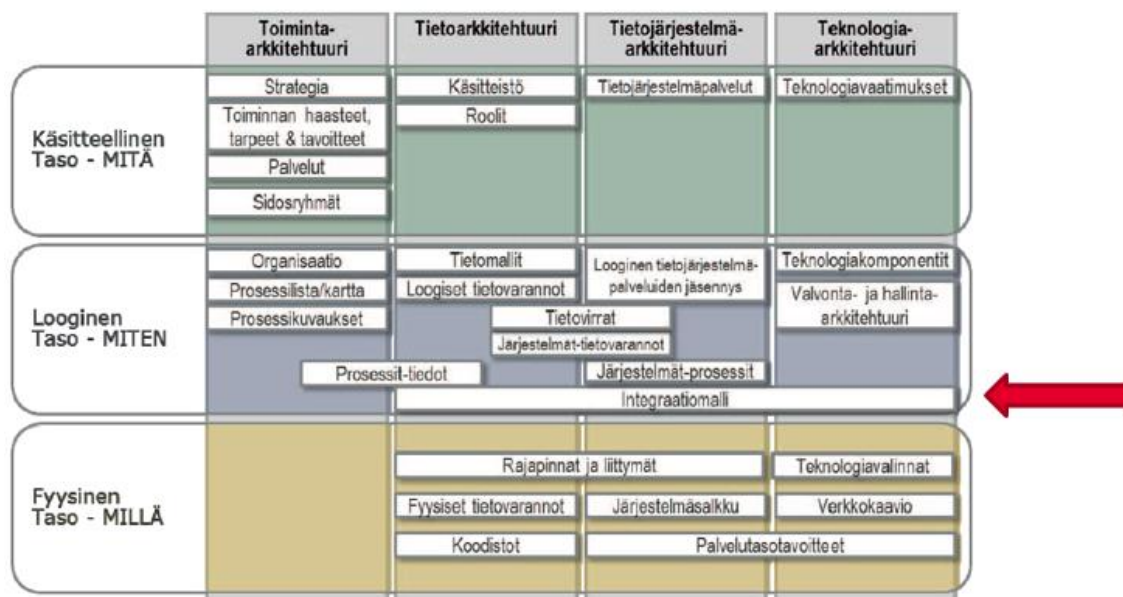 Toiminta-
arkkitehtuuri
Tietoarkkitehtuuri
Tietojärjestelmä-
arkkitehtuuri
Teknologia-
arkkitehtuuri
Käsitteellinen
Taso - MITÄ
Strategia
Toiminnan haasteet,
tarpeet & tavoitteet
Palvelut
Sidosryhmät
Käsitteistö
Roolit
Tietojärjestelmäpalvelut
Teknologiavaatimukset
Looginen
Taso - MITEN
Organisaatio
Prosessilista/kartta
Prosessikuvaukset
Tietomallit
Loogiset tietovarannot
Looginen tietojärjestelmä-
palveluiden jäsennys
Teknologiakomponentit
Valvonta- ja hallinta-
arkkitehtuuri
Tietovirrat
Järjestelmät-tietovarannot
Prosessit-tiedot
Järjestelmät-prosessit
Integraatiomalli
Fyysinen
Taso - MILLÄ
Rajapinnat ja liittymät
Teknologiavalinnat
Fyysiset tietovarannot
Järjestelmäsalkku
Verkkokaavio
Koodistot
Palvelutasotavoitteet